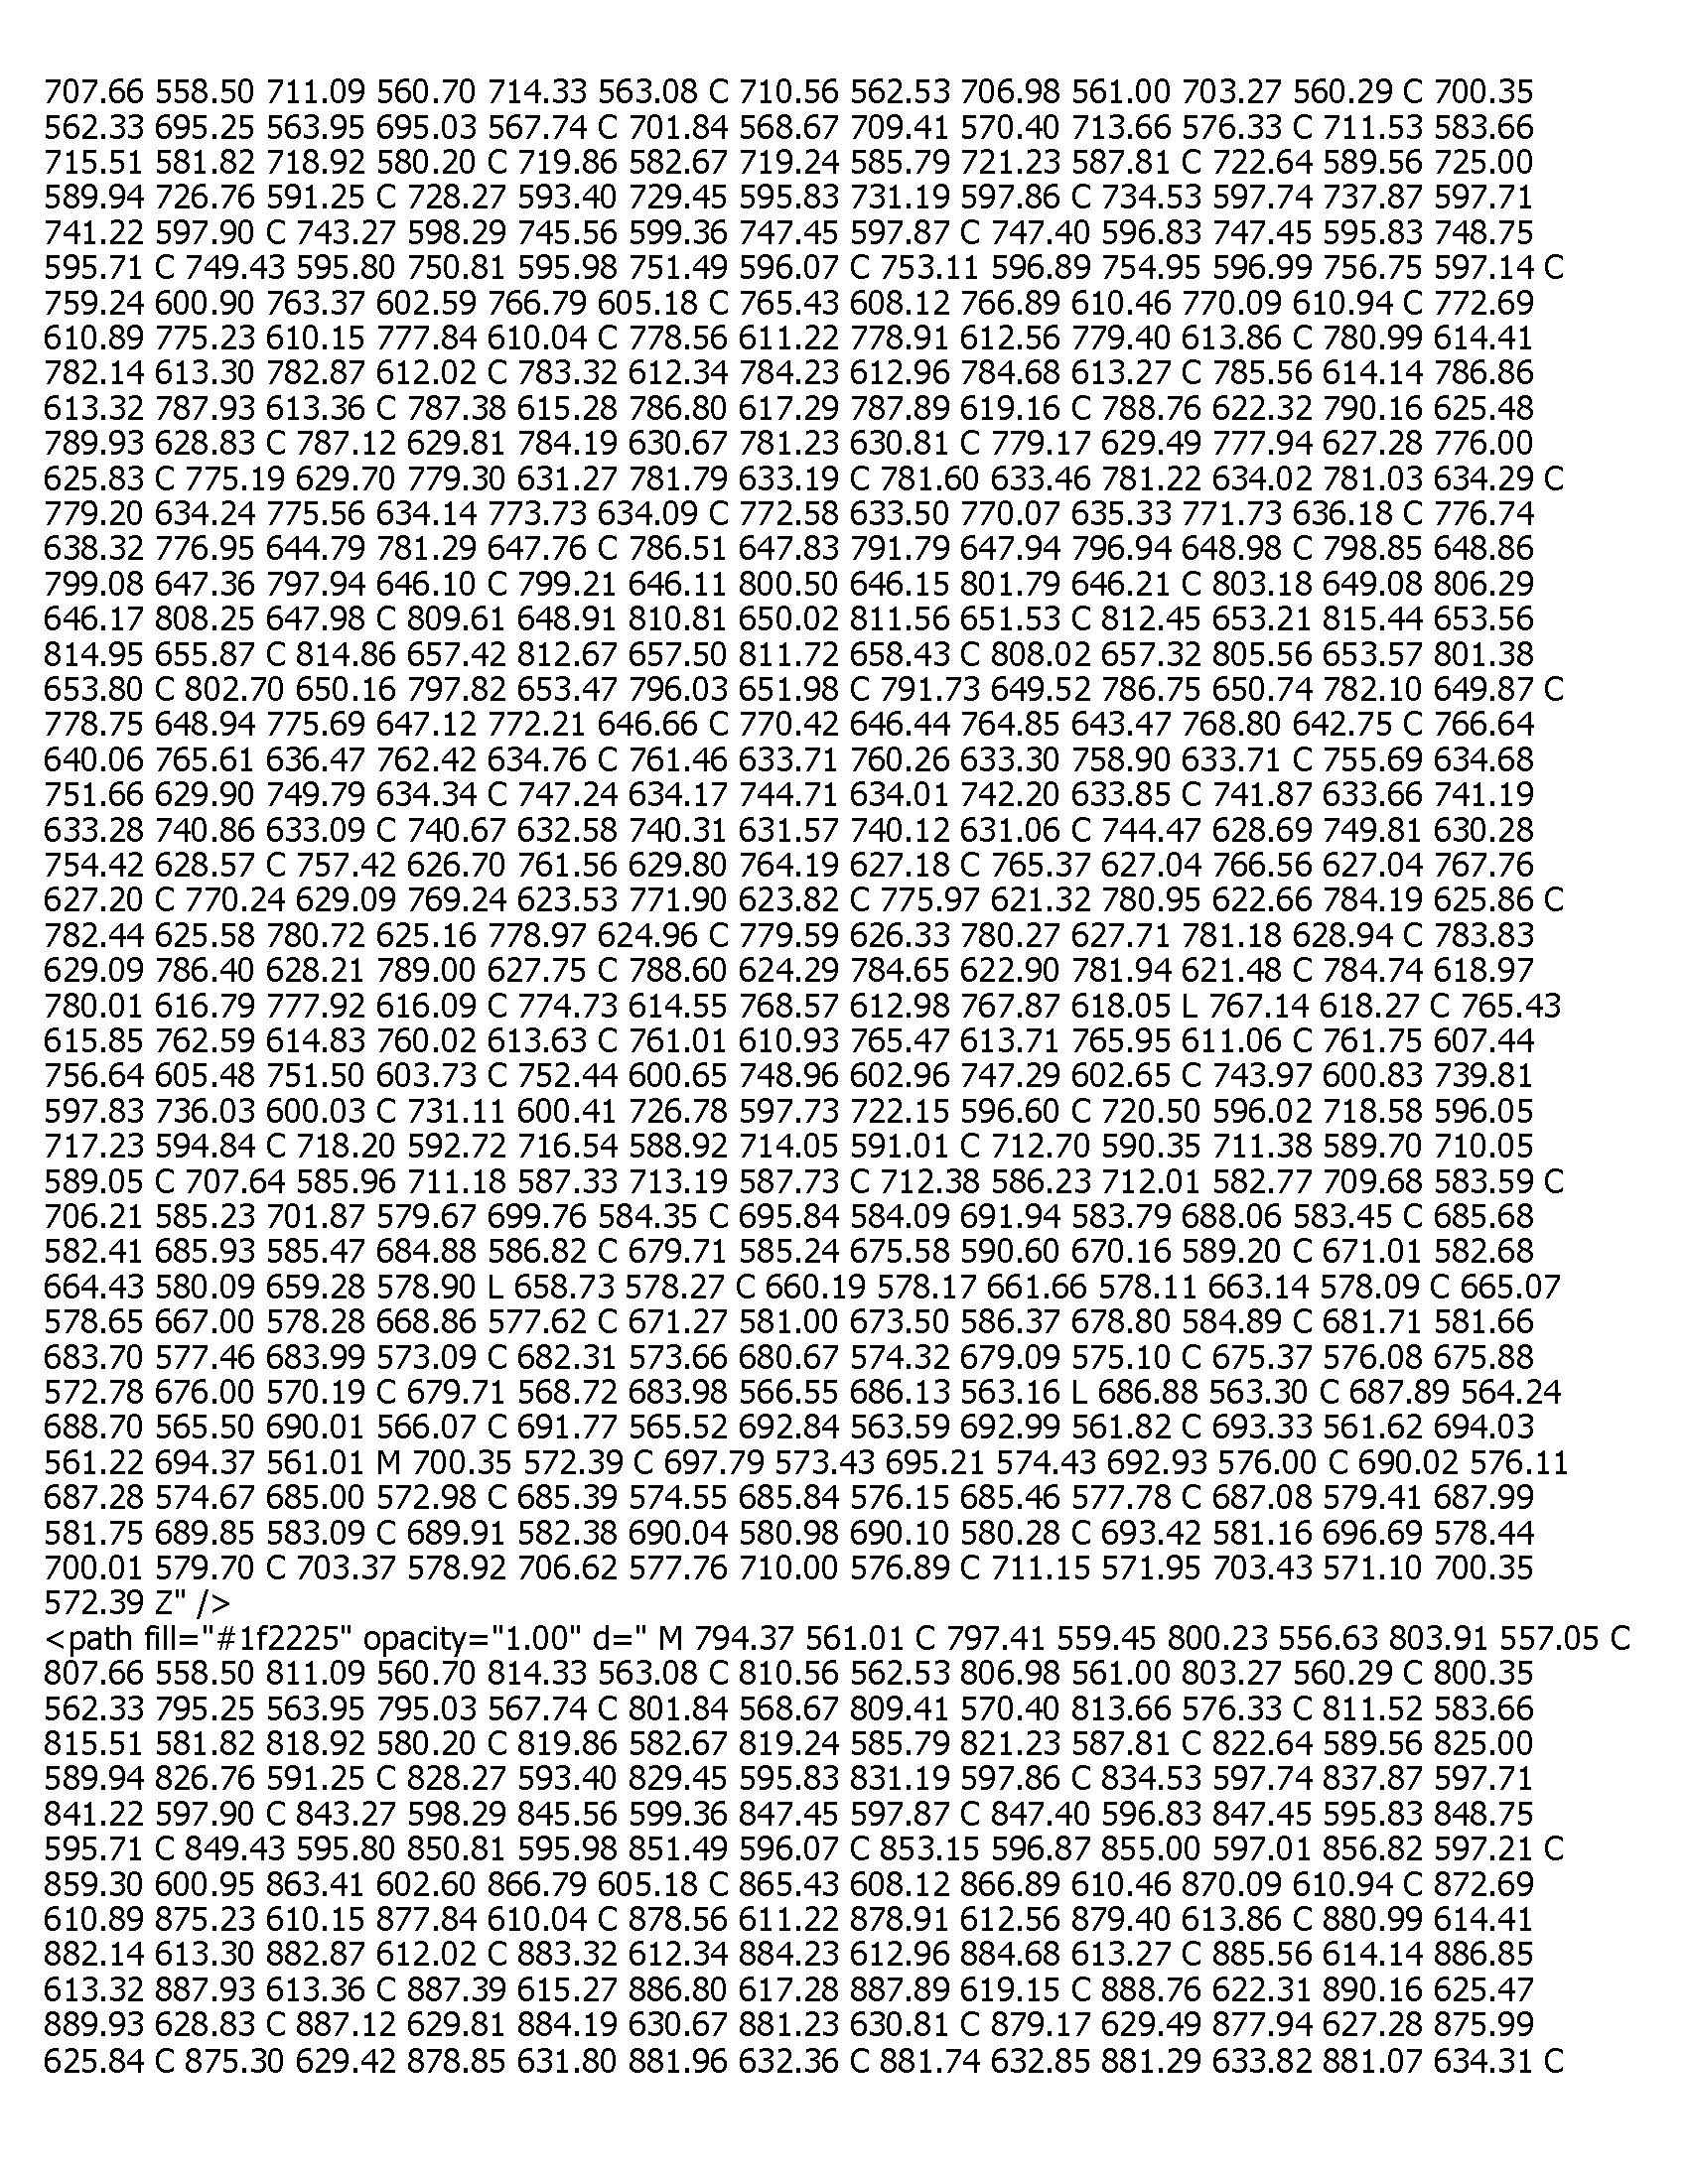 707.66 558.50 711.09 560.70 714.33 563.08 C 710.56 562.53 706.98 561.00 703.27 560.29 C 700.35
562.33 695.25 563.95 695.03 567.74 C 701.84 568.67 709.41 570.40 713.66 576.33 C 711.53 583.66
715.51 581.82 718.92 580.20 C 719.86 582.67 719.24 585.79 721.23 587.81 C 722.64 589.56 725.00
589.94 726.76 591.25 C 728.27 593.40 729.45 595.83 731.19 597.86 C 734.53 597.74 737.87 597.71
741.22 597.90 C 743.27 598.29 745.56 599.36 747.45 597.87 C 747.40 596.83 747.45 595.83 748.75
595.71 C 749.43 595.80 750.81 595.98 751.49 596.07 C 753.11 596.89 754.95 596.99 756.75 597.14 C
759.24 600.90 763.37 602.59 766.79 605.18 C 765.43 608.12 766.89 610.46 770.09 610.94 C 772.69
610.89 775.23 610.15 777.84 610.04 C 778.56 611.22 778.91 612.56 779.40 613.86 C 780.99 614.41
782.14 613.30 782.87 612.02 C 783.32 612.34 784.23 612.96 784.68 613.27 C 785.56 614.14 786.86
613.32 787.93 613.36 C 787.38 615.28 786.80 617.29 787.89 619.16 C 788.76 622.32 790.16 625.48
789.93 628.83 C 787.12 629.81 784.19 630.67 781.23 630.81 C 779.17 629.49 777.94 627.28 776.00
625.83 C 775.19 629.70 779.30 631.27 781.79 633.19 C 781.60 633.46 781.22 634.02 781.03 634.29 C
779.20 634.24 775.56 634.14 773.73 634.09 C 772.58 633.50 770.07 635.33 771.73 636.18 C 776.74
638.32 776.95 644.79 781.29 647.76 C 786.51 647.83 791.79 647.94 796.94 648.98 C 798.85 648.86
799.08 647.36 797.94 646.10 C 799.21 646.11 800.50 646.15 801.79 646.21 C 803.18 649.08 806.29
646.17 808.25 647.98 C 809.61 648.91 810.81 650.02 811.56 651.53 C 812.45 653.21 815.44 653.56
814.95 655.87 C 814.86 657.42 812.67 657.50 811.72 658.43 C 808.02 657.32 805.56 653.57 801.38
653.80 C 802.70 650.16 797.82 653.47 796.03 651.98 C 791.73 649.52 786.75 650.74 782.10 649.87 C
778.75 648.94 775.69 647.12 772.21 646.66 C 770.42 646.44 764.85 643.47 768.80 642.75 C 766.64
640.06 765.61 636.47 762.42 634.76 C 761.46 633.71 760.26 633.30 758.90 633.71 C 755.69 634.68
751.66 629.90 749.79 634.34 C 747.24 634.17 744.71 634.01 742.20 633.85 C 741.87 633.66 741.19
633.28 740.86 633.09 C 740.67 632.58 740.31 631.57 740.12 631.06 C 744.47 628.69 749.81 630.28
754.42 628.57 C 757.42 626.70 761.56 629.80 764.19 627.18 C 765.37 627.04 766.56 627.04 767.76
627.20 C 770.24 629.09 769.24 623.53 771.90 623.82 C 775.97 621.32 780.95 622.66 784.19 625.86 C
782.44 625.58 780.72 625.16 778.97 624.96 C 779.59 626.33 780.27 627.71 781.18 628.94 C 783.83
629.09 786.40 628.21 789.00 627.75 C 788.60 624.29 784.65 622.90 781.94 621.48 C 784.74 618.97
780.01 616.79 777.92 616.09 C 774.73 614.55 768.57 612.98 767.87 618.05 L 767.14 618.27 C 765.43
615.85 762.59 614.83 760.02 613.63 C 761.01 610.93 765.47 613.71 765.95 611.06 C 761.75 607.44
756.64 605.48 751.50 603.73 C 752.44 600.65 748.96 602.96 747.29 602.65 C 743.97 600.83 739.81
597.83 736.03 600.03 C 731.11 600.41 726.78 597.73 722.15 596.60 C 720.50 596.02 718.58 596.05
717.23 594.84 C 718.20 592.72 716.54 588.92 714.05 591.01 C 712.70 590.35 711.38 589.70 710.05
589.05 C 707.64 585.96 711.18 587.33 713.19 587.73 C 712.38 586.23 712.01 582.77 709.68 583.59 C
706.21 585.23 701.87 579.67 699.76 584.35 C 695.84 584.09 691.94 583.79 688.06 583.45 C 685.68
582.41 685.93 585.47 684.88 586.82 C 679.71 585.24 675.58 590.60 670.16 589.20 C 671.01 582.68
664.43 580.09 659.28 578.90 L 658.73 578.27 C 660.19 578.17 661.66 578.11 663.14 578.09 C 665.07
578.65 667.00 578.28 668.86 577.62 C 671.27 581.00 673.50 586.37 678.80 584.89 C 681.71 581.66
683.70 577.46 683.99 573.09 C 682.31 573.66 680.67 574.32 679.09 575.10 C 675.37 576.08 675.88
572.78 676.00 570.19 C 679.71 568.72 683.98 566.55 686.13 563.16 L 686.88 563.30 C 687.89 564.24
688.70 565.50 690.01 566.07 C 691.77 565.52 692.84 563.59 692.99 561.82 C 693.33 561.62 694.03
561.22 694.37 561.01 M 700.35 572.39 C 697.79 573.43 695.21 574.43 692.93 576.00 C 690.02 576.11
687.28 574.67 685.00 572.98 C 685.39 574.55 685.84 576.15 685.46 577.78 C 687.08 579.41 687.99
581.75 689.85 583.09 C 689.91 582.38 690.04 580.98 690.10 580.28 C 693.42 581.16 696.69 578.44
700.01 579.70 C 703.37 578.92 706.62 577.76 710.00 576.89 C 711.15 571.95 703.43 571.10 700.35
572.39 Z" />
<path fill="#1f2225" opacity="1.00" d=" M 794.37 561.01 C 797.41 559.45 800.23 556.63 803.91 557.05 C
807.66 558.50 811.09 560.70 814.33 563.08 C 810.56 562.53 806.98 561.00 803.27 560.29 C 800.35
562.33 795.25 563.95 795.03 567.74 C 801.84 568.67 809.41 570.40 813.66 576.33 C 811.52 583.66
815.51 581.82 818.92 580.20 C 819.86 582.67 819.24 585.79 821.23 587.81 C 822.64 589.56 825.00
589.94 826.76 591.25 C 828.27 593.40 829.45 595.83 831.19 597.86 C 834.53 597.74 837.87 597.71
841.22 597.90 C 843.27 598.29 845.56 599.36 847.45 597.87 C 847.40 596.83 847.45 595.83 848.75
595.71 C 849.43 595.80 850.81 595.98 851.49 596.07 C 853.15 596.87 855.00 597.01 856.82 597.21 C
859.30 600.95 863.41 602.60 866.79 605.18 C 865.43 608.12 866.89 610.46 870.09 610.94 C 872.69
610.89 875.23 610.15 877.84 610.04 C 878.56 611.22 878.91 612.56 879.40 613.86 C 880.99 614.41
882.14 613.30 882.87 612.02 C 883.32 612.34 884.23 612.96 884.68 613.27 C 885.56 614.14 886.85
613.32 887.93 613.36 C 887.39 615.27 886.80 617.28 887.89 619.15 C 888.76 622.31 890.16 625.47
889.93 628.83 C 887.12 629.81 884.19 630.67 881.23 630.81 C 879.17 629.49 877.94 627.28 875.99
625.84 C 875.30 629.42 878.85 631.80 881.96 632.36 C 881.74 632.85 881.29 633.82 881.07 634.31 C